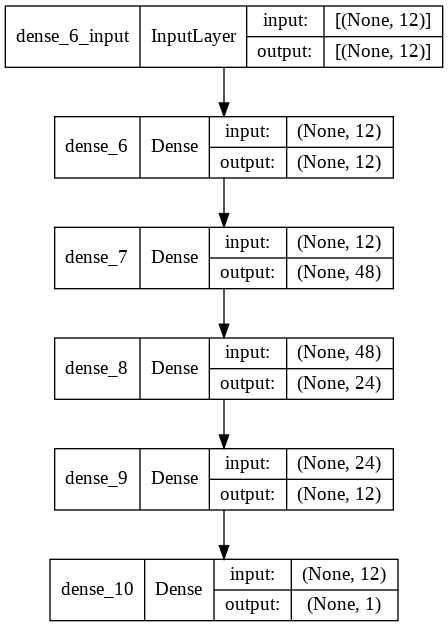 dense_6_input InputLayer input: [(None, 12)]
output: [(None, 12)]
dense_6 Dense input: (None, 12)
output: (None, 12)
dense_7 Dense input: (None, 12)
output: (None, 48)
dense_8 Dense input: (None, 48)
output: (None, 24)
dense_9 Dense input: (None, 24)
output: (None, 12)
dense_10 Dense input: (None, 12)
output: (None, 1)